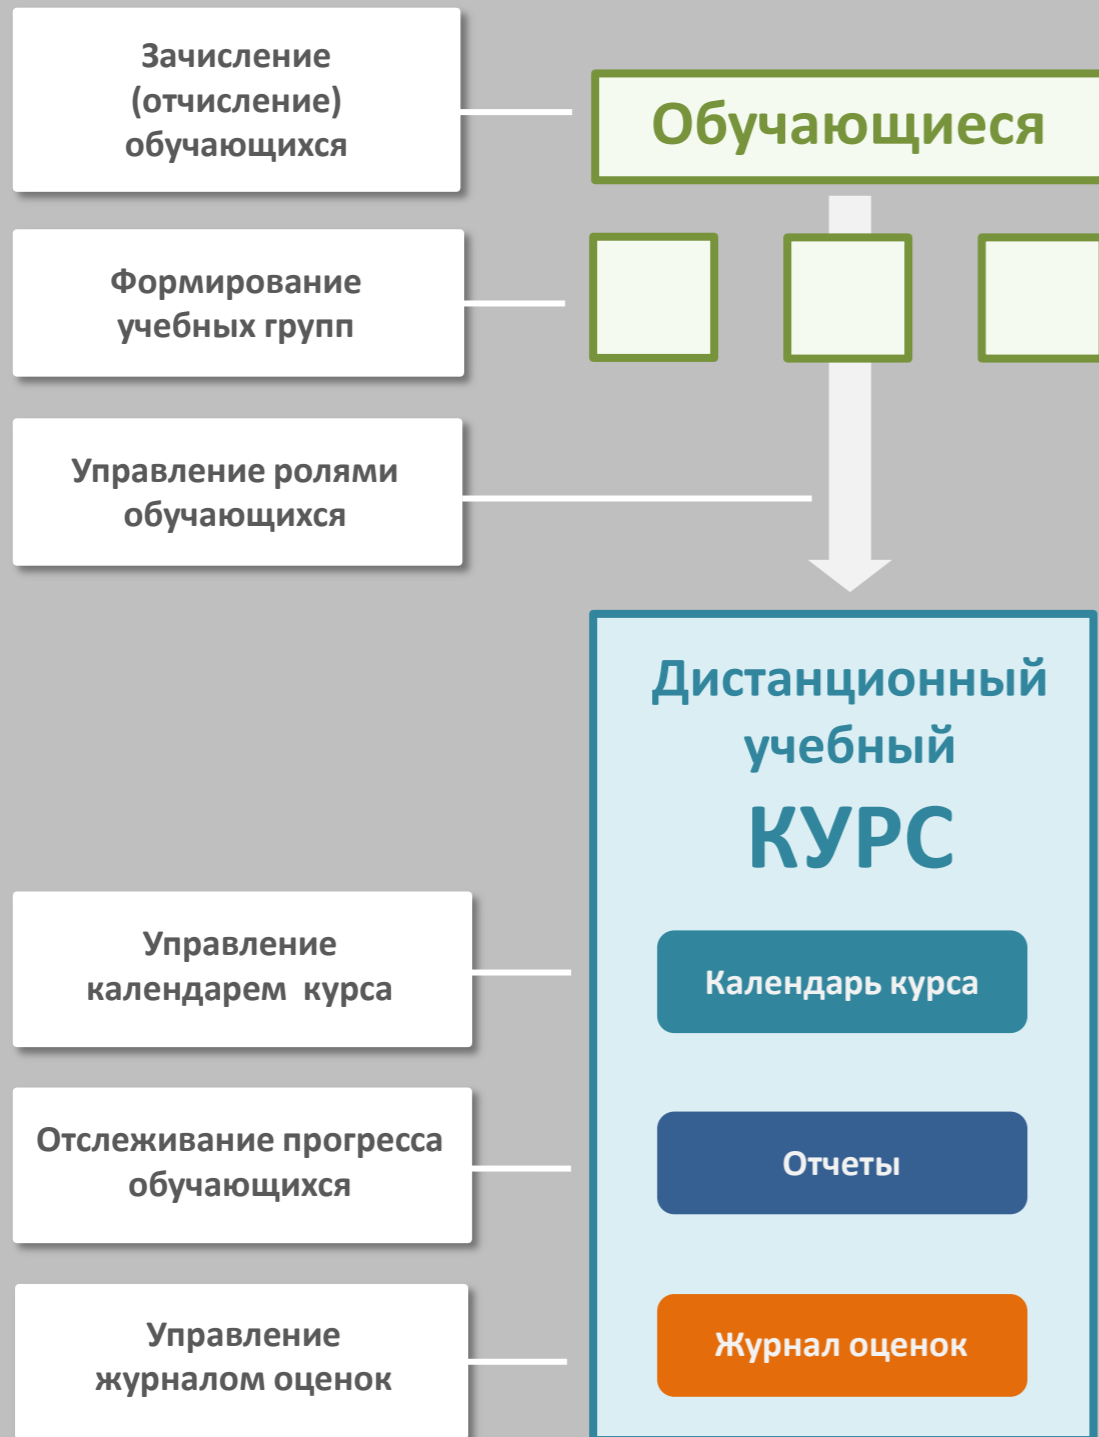 Зачисление
(отчисление)
обучающихся
Обучающиеся
Формирование
учебных групп
Управление ролями
обучающихся
Дистанционный
учебный
КУРС
Управление
календарем курса
Календарь курса
Отслеживание прогресса
обучающихся
Отчеты
Управление
журналом оценок
Журнал оценок